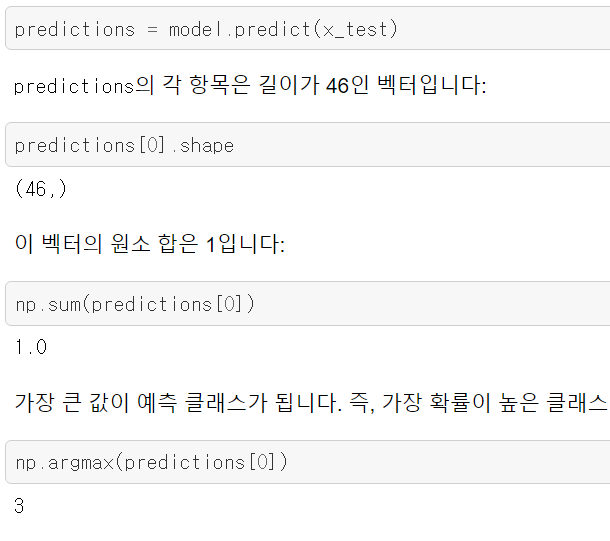 predictions = model.predict(x_test)
predictions의 각 항목은 길이가 46인 벡터입니다:
predictions[0].shape
(46,)
이 벡터의 원소 합은 1입니다:
np.sum(predictions[0])
1.0
가장 큰 값이 예측 클래스가 됩니다. 즉, 가장 확률이 높은 클래스
np.argmax(predictions[0])
3